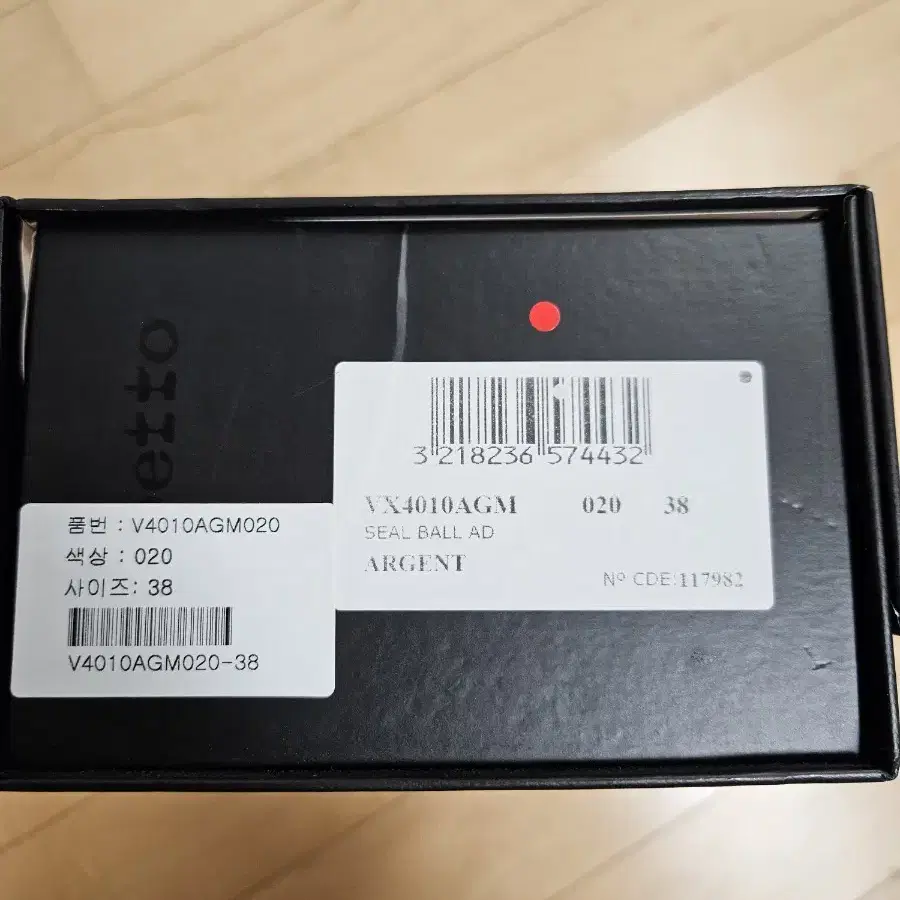 etto
3 218236 574432
VX4010AGM 020 38
SEAL BALL AD
ARGENT
Nº CDE:117982
품번 : V4010AGM020
색상 : 020
사이즈: 38
V4010AGM020-38